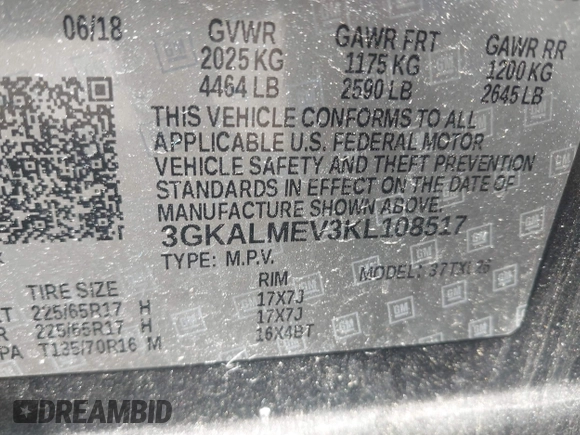 06/18 GVWR GAWR FRT GAWR RR
2025 KG 1175 KG 1200 KG
4464 LB 2590 LB 2645 LB
THIS VEHICLE CONFORMS TO ALL
APPLICABLE U.S. FEDERAL MOTOR
VEHICLE SAFETY AND THEFT PREVENTION
STANDARDS IN EFFECT ON THE DATE OF
MANUFACTURE SHOWN ABOVE.
3GKALMEV3KL108517
TYPE: M.P.V. MODEL:
TIRE SIZE RIM
225/65R17 H 17X7J
225/65R17 H 17X7J
T135/70R16 M 16X4BT
DREAMBID